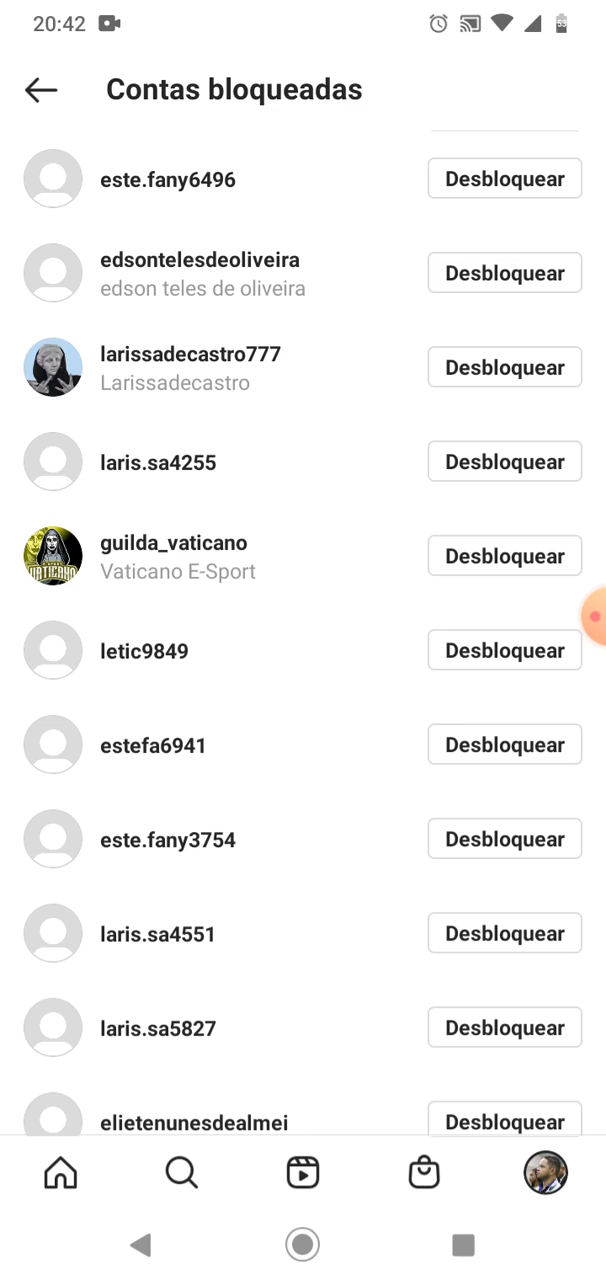 20:42
Contas bloqueadas
este.fany6496
Desbloquear
edsontelesdeoliveira
edson teles de oliveira
Desbloquear
larissadecastro777
Larissadecastro
Desbloquear
laris.sa4255
Desbloquear
guilda_vaticano
Vaticano E-Sport
Desbloquear
VATICANO
letic9849
Desbloquear
estefa6941
Desbloquear
este.fany3754
Desbloquear
laris.sa4551
Desbloquear
laris.sa5827
Desbloquear
elietenunesdealmei
Desbloquear